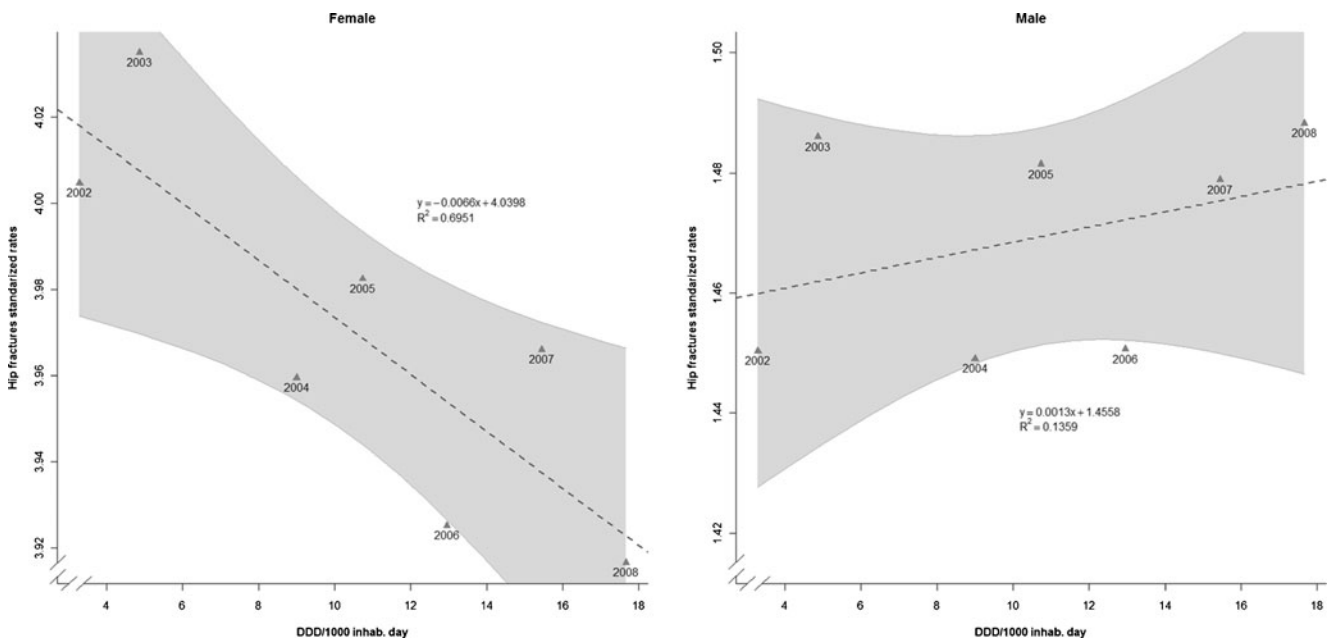 Female
Hip fractures standarized rates
4.02
4.00
3.98
3.96
3.94
3.92
2003
2002
y = −0.0066x + 4.0398
R² = 0.6951
2005
2007
2004
2006
2008
4 6 8 10 12 14 16 18
DDD/1000 inhab. day
Male
Hip fractures standarized rates
1.50
1.48
1.46
1.44
1.42
2008
2003
2005
2007
2002
2004
2006
y = 0.0013x + 1.4558
R² = 0.1359
4 6 8 10 12 14 16 18
DDD/1000 inhab. day